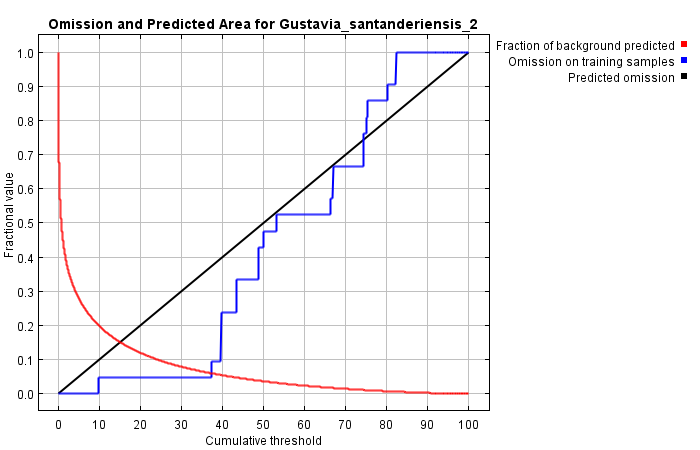 Omission and Predicted Area for Gustavia_santanderiensis_2
Fraction of background predicted
Omission on training samples
Predicted omission
Fractional value
1.0
0.9
0.8
0.7
0.6
0.5
0.4
0.3
0.2
0.1
0.0
0 10 20 30 40 50 60 70 80 90 100
Cumulative threshold